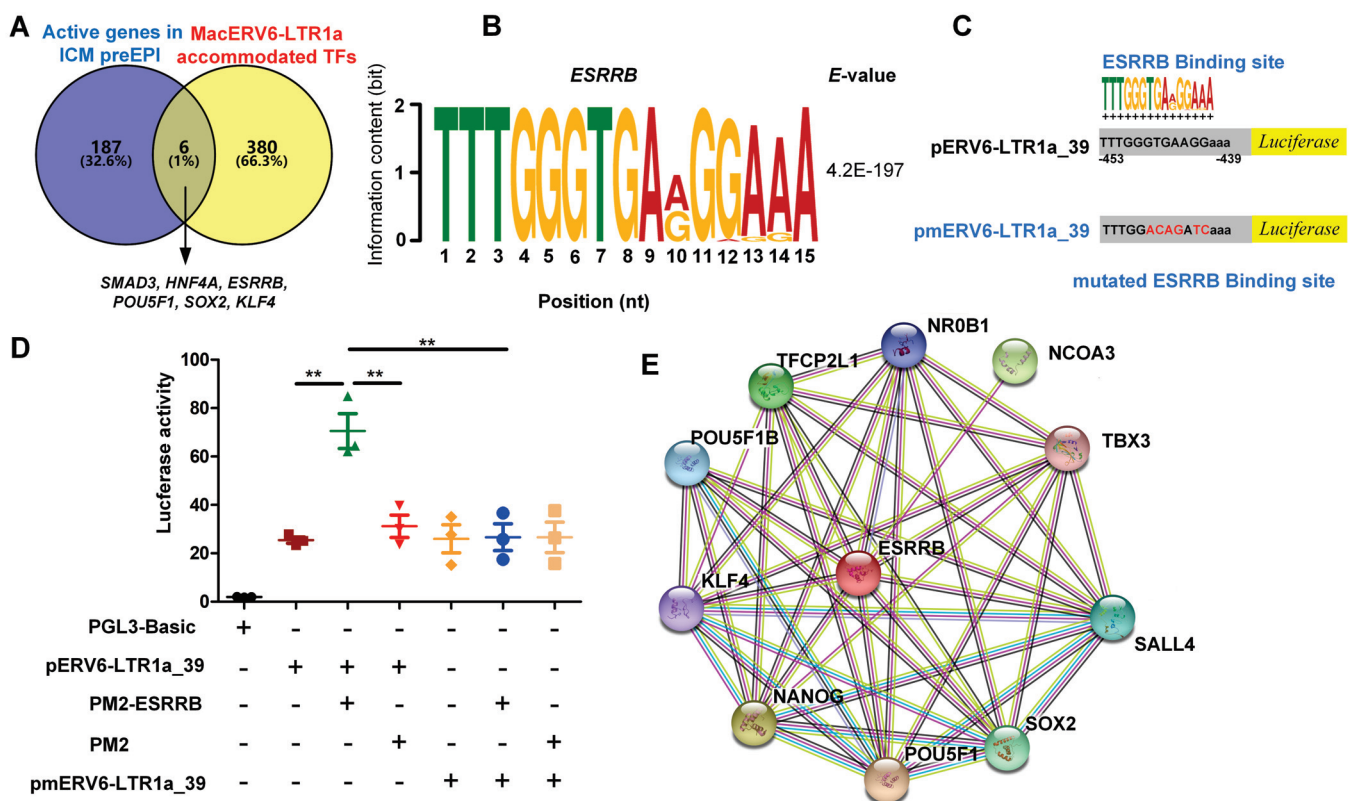 A
Active genes in
ICM preEPI
MacERV6-LTR1a
accommodated TFs
187
(32.6%)
6
(1%)
380
(66.3%)
SMAD3, HNF4A, ESRRB,
POU5F1, SOX2, KLF4
B
ESRRB
E-value
Information content (bit)
2
1
0
TTTGGGTGA
A
G
GGAAA
4.2E-197
1 2 3 4 5 6 7 8 9 10 11 12 13 14 15
Position (nt)
C
ESRRB Binding site
TTTGGGTGA
A
G
GGAAA
+++++++++++++++
pERV6-LTR1a_39
TTTGGGTGAAGGaaa
Luciferase
-453
-439
pmERV6-LTR1a_39
TTTGGACAGATCaaa
Luciferase
mutated ESRRB Binding site
D
Luciferase activity
100
80
60
40
20
0
**
**
**
PGL3-Basic + - - - - - -
pERV6-LTR1a_39 - + + + - - -
PM2-ESRRB - - + - - + -
PM2 - - - + - - +
pmERV6-LTR1a_39 - - - - + + +
E
NR0B1
NCOA3
TFCP2L1
TBX3
POU5F1B
ESRRB
KLF4
SALL4
NANOG
SOX2
POU5F1